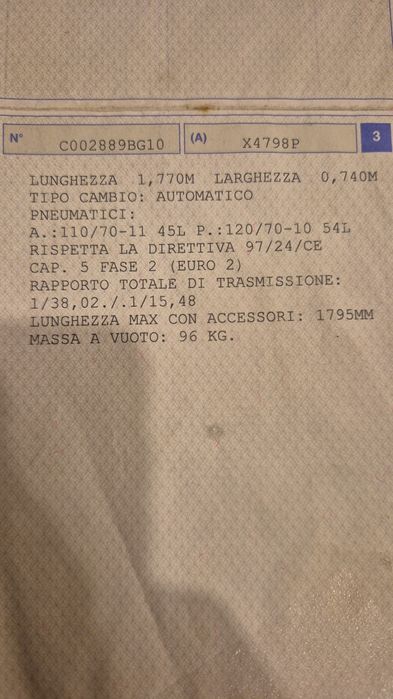 N° C002889BG10 (A) X4798P 3
LUNGHEZZA 1,770M LARGHEZZA 0,740M
TIPO CAMBIO: AUTOMATICO
PNEUMATICI:
A.:110/70-11 45L P.:120/70-10 54L
RISPETTA LA DIRETTIVA 97/24/CE
CAP. 5 FASE 2 (EURO 2)
RAPPORTO TOTALE DI TRASMISSIONE:
1/38,02./.1/15,48
LUNGHEZZA MAX CON ACCESSORI: 1795MM
MASSA A VUOTO: 96 KG.